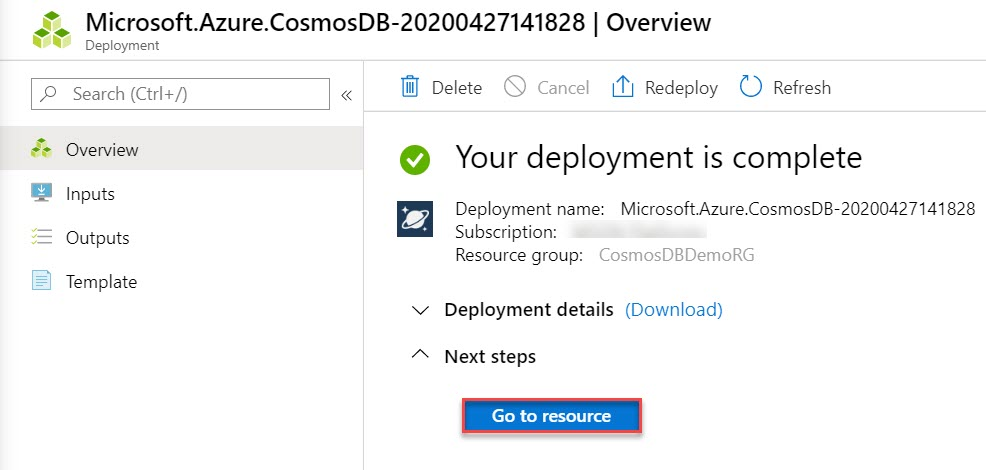 Microsoft.Azure.CosmosDB-20200427141828 | Overview
Deployment
Search (Ctrl+/)
«
Overview
Inputs
Outputs
Template
Delete
Cancel
Redeploy
Refresh
Your deployment is complete
Deployment name: Microsoft.Azure.CosmosDB-20200427141828
Subscription:
Resource group: CosmosDBDemoRG
Deployment details (Download)
Next steps
Go to resource